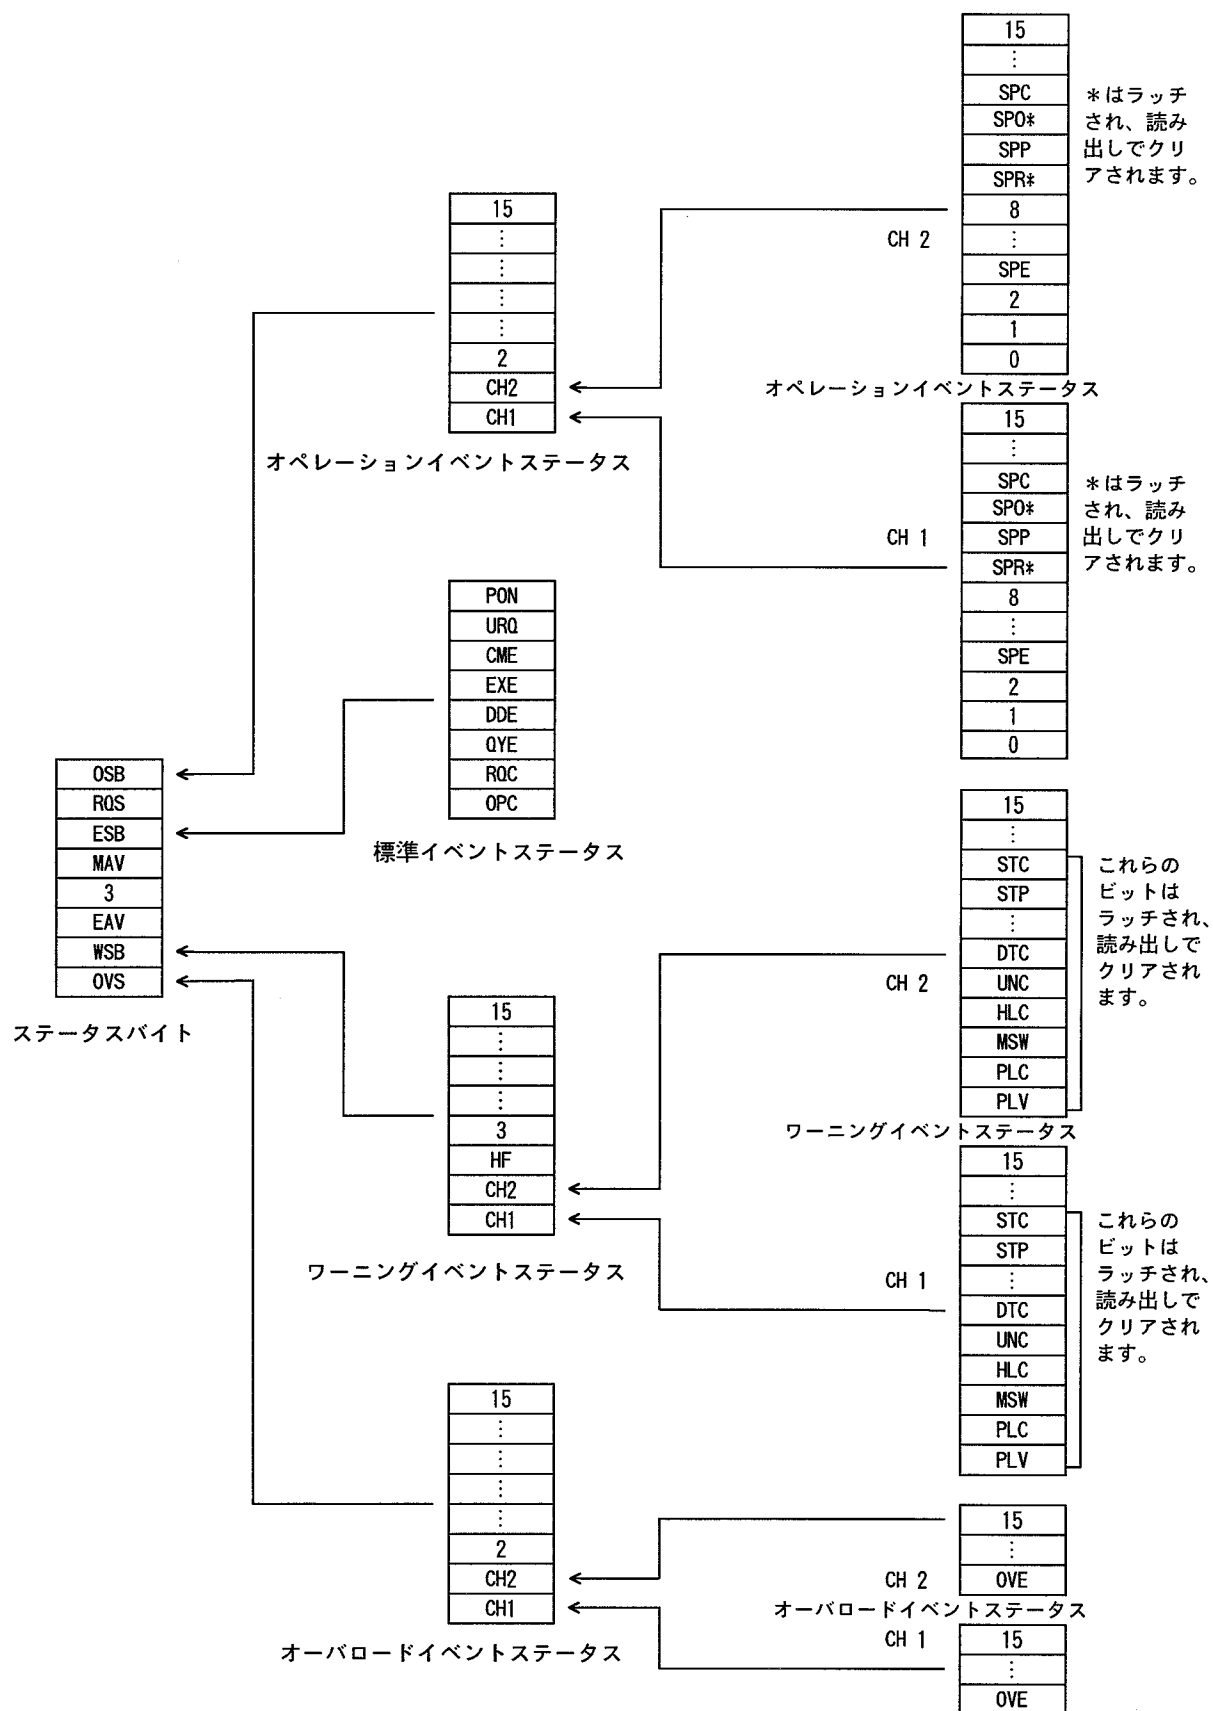 OSB
RQS
ESB
MAV
3
EAV
WSB
OVS
ステータスバイト
15
⋮
⋮
⋮
⋮
2
CH2
CH1
オペレーションイベントステータス
PON
URQ
CME
EXE
DDE
QYE
RQC
OPC
標準イベントステータス
15
⋮
⋮
⋮
3
HF
CH2
CH1
ワーニングイベントステータス
15
⋮
⋮
⋮
⋮
2
CH2
CH1
オーバロードイベントステータス
CH 2
15
⋮
SPC
SPO*
SPP
SPR*
8
⋮
SPE
2
1
0
*はラッチ
され、読み
出しでクリ
アされます。
オペレーションイベントステータス
CH 1
15
⋮
SPC
SPO*
SPP
SPR*
8
⋮
SPE
2
1
0
*はラッチ
され、読み
出しでクリ
アされます。
CH 2
15
⋮
STC
STP
⋮
DTC
UNC
HLC
MSW
PLC
PLV
これらの
ビットは
ラッチされ、
読み出しで
クリアされ
ます。
ワーニングイベントステータス
CH 1
15
⋮
STC
STP
⋮
DTC
UNC
HLC
MSW
PLC
PLV
これらの
ビットは
ラッチされ、
読み出しで
クリアされ
ます。
CH 2
15
⋮
OVE
オーバロードイベントステータス
CH 1
15
⋮
OVE